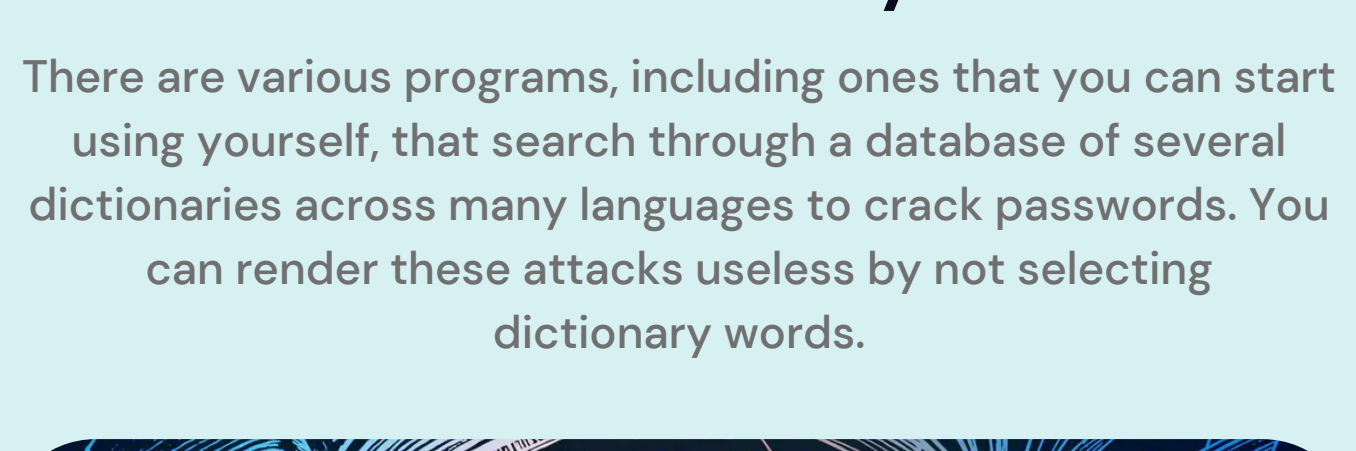 There are various programs, including ones that you can start
using yourself, that search through a database of several
dictionaries across many languages to crack passwords. You
can render these attacks useless by not selecting
dictionary words.